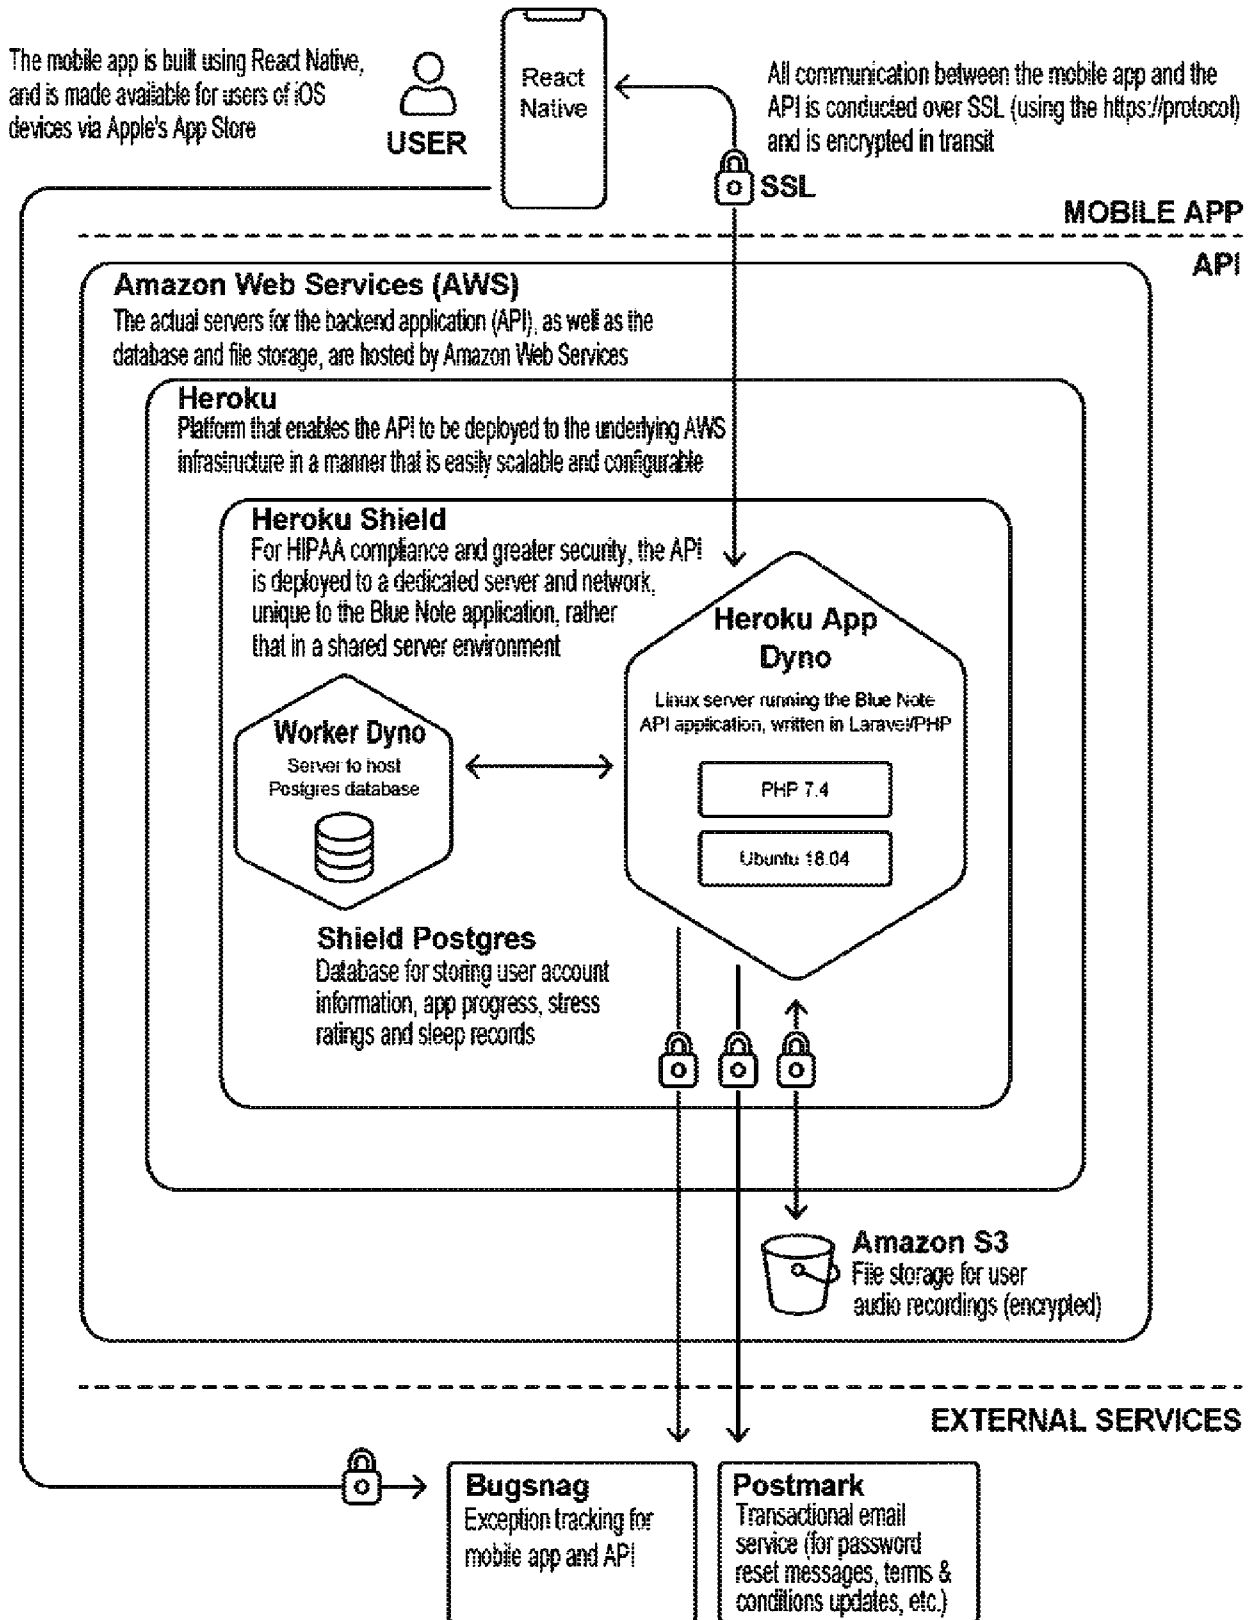 The mobile app is built using React Native,
and is made available for users of iOS
devices via Apple's App Store
USER
React
Native
All communication between the mobile app and the
API is conducted over SSL (using the https://protocol)
and is encrypted in transit
SSL
MOBILE APP
API
Amazon Web Services (AWS)
The actual servers for the backend application (API), as well as the
database and file storage, are hosted by Amazon Web Services
Heroku
Platform that enables the API to be deployed to the underlying AWS
infrastructure in a manner that is easily scalable and configurable
Heroku Shield
For HIPAA compliance and greater security, the API
is deployed to a dedicated server and network,
unique to the Blue Note application, rather
that in a shared server environment
Heroku App
Dyno
Linux server running the Blue Note
API application, written in Laravel/PHP
PHP 7.4
Ubuntu 18.04
Worker Dyno
Server to host
Postgres database
Shield Postgres
Database for storing user account
information, app progress, stress
ratings and sleep records
Amazon S3
File storage for user
audio recordings (encrypted)
EXTERNAL SERVICES
Bugsnag
Exception tracking for
mobile app and API
Postmark
Transactional email
service (for password
reset messages, terms &
conditions updates, etc.)